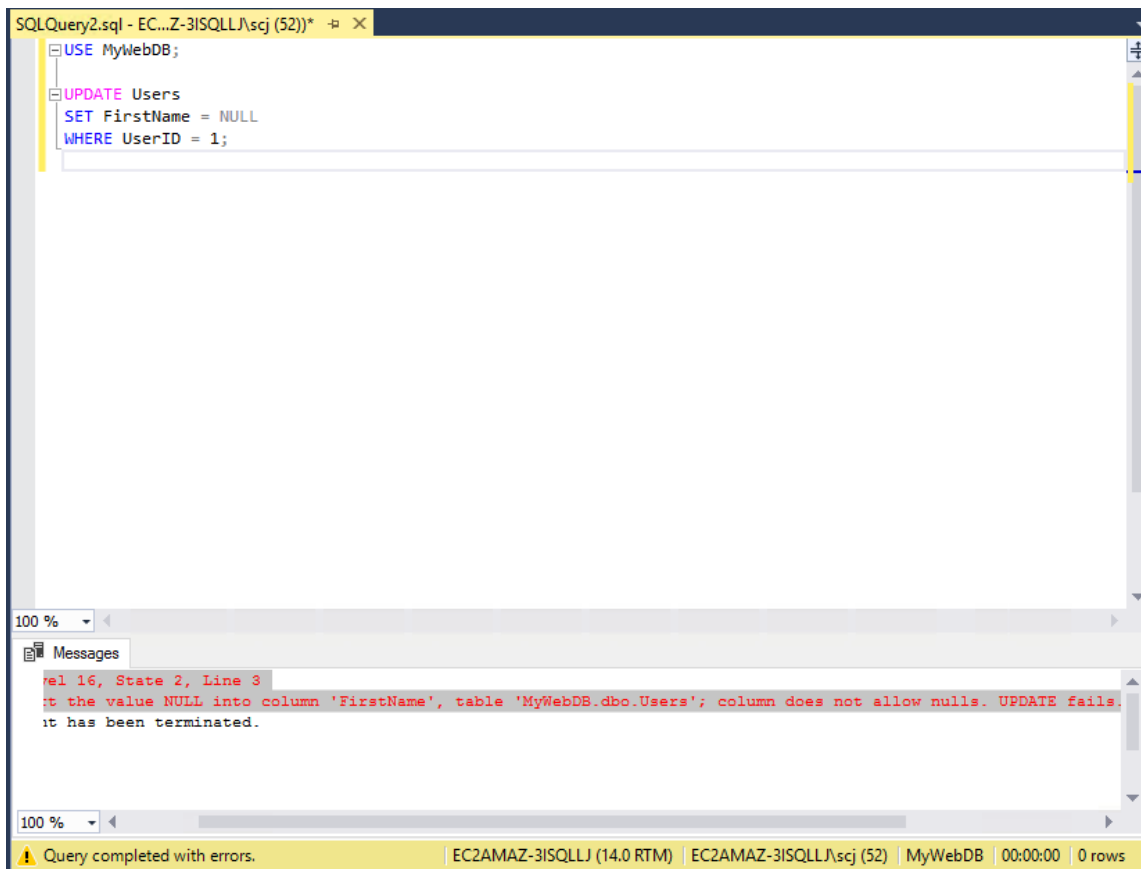 SQLQuery2.sql - EC...Z-3ISQLLJ\scj (52))*
USE MyWebDB;
UPDATE Users
SET FirstName = NULL
WHERE UserID = 1;
100 %
Messages
vel 16, State 2, Line 3
ct the value NULL into column 'FirstName', table 'MyWebDB.dbo.Users'; column does not allow nulls. UPDATE fails.
nt has been terminated.
100 %
Query completed with errors.
EC2AMAZ-3ISQLLJ (14.0 RTM) EC2AMAZ-3ISQLLJ\scj (52) MyWebDB 00:00:00 0 rows